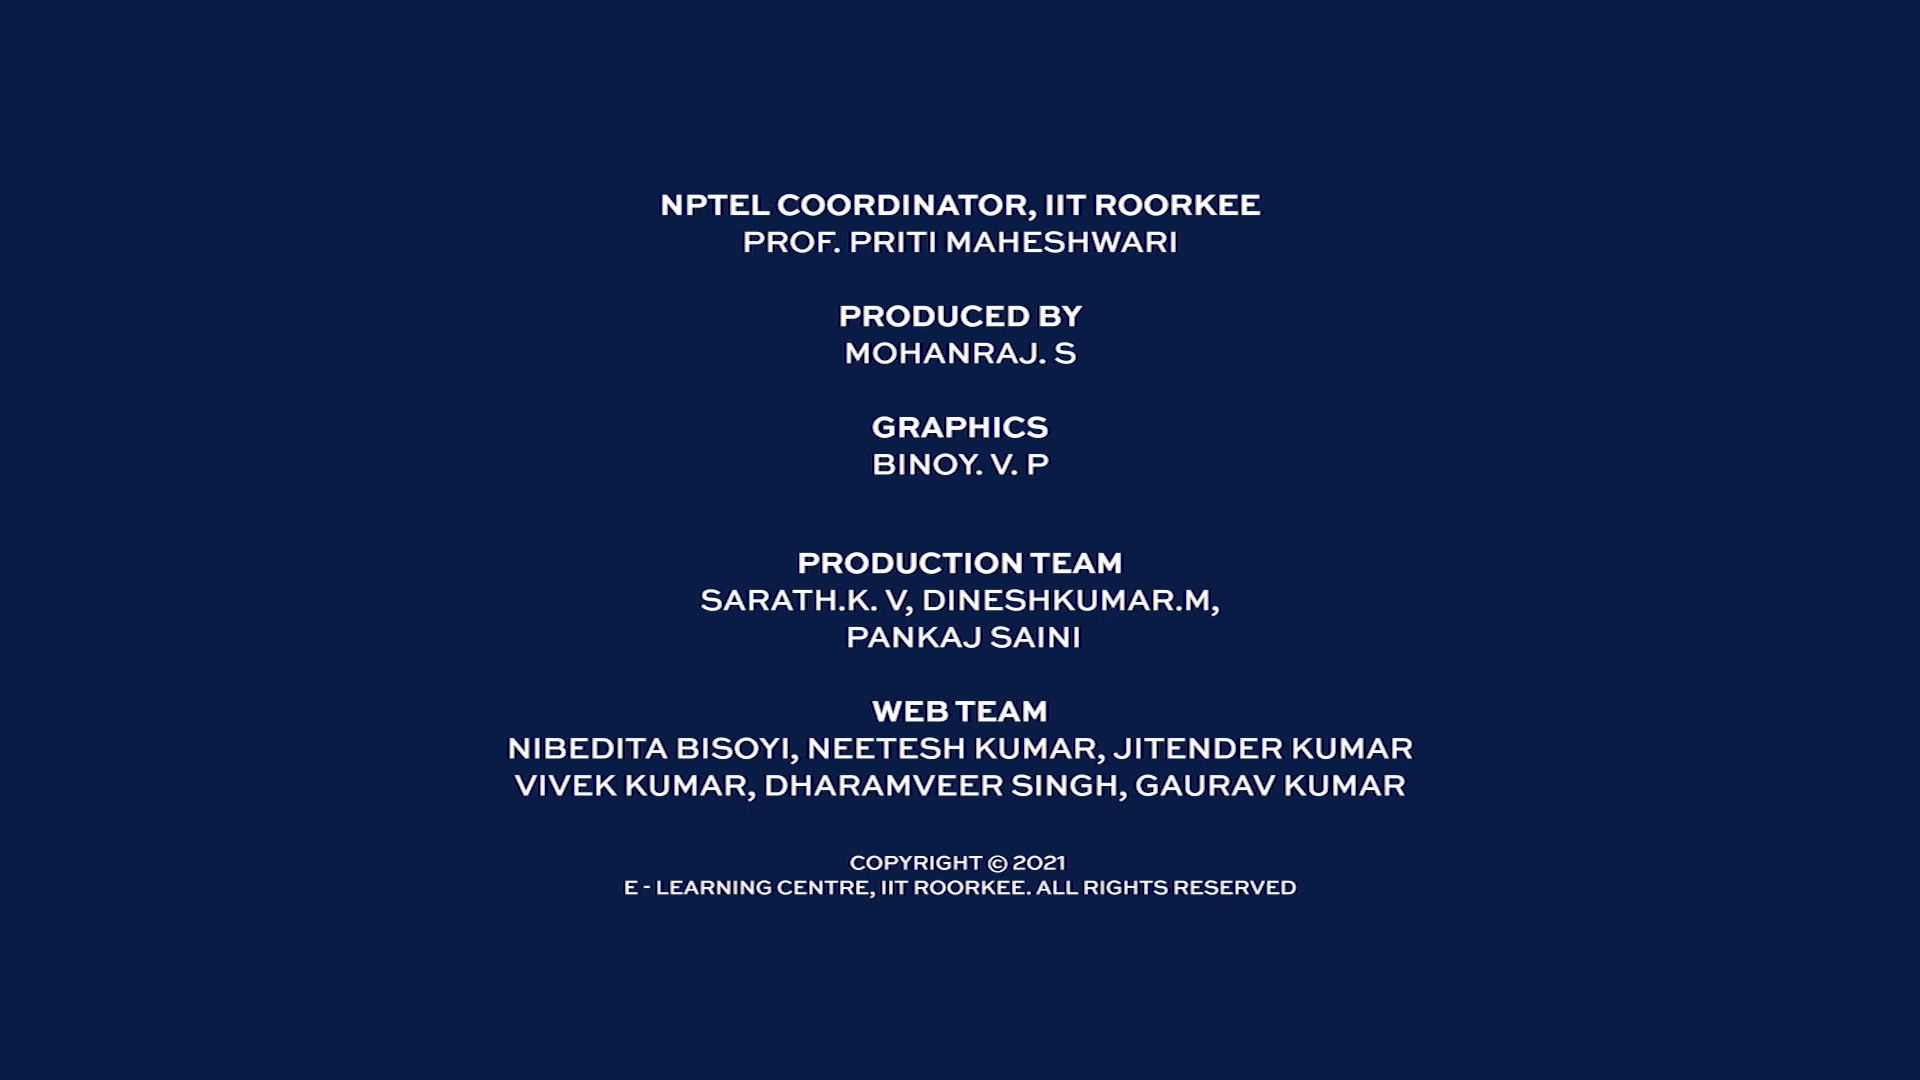 NPTEL COORDINATOR, IIT ROORKEE
PROF. PRITI MAHESHWARI
PRODUCED BY
MOHANRAJ. S
GRAPHICS
BINOY. V. P
PRODUCTION TEAM
SARATH.K. V, DINESHKUMAR.M,
PANKAJ SAINI
WEB TEAM
NIBEDITA BISOYI, NEETESH KUMAR, JITENDER KUMAR
VIVEK KUMAR, DHARAMVEER SINGH, GAURAV KUMAR
COPYRIGHT © 2021
E - LEARNING CENTRE, IIT ROORKEE. ALL RIGHTS RESERVED